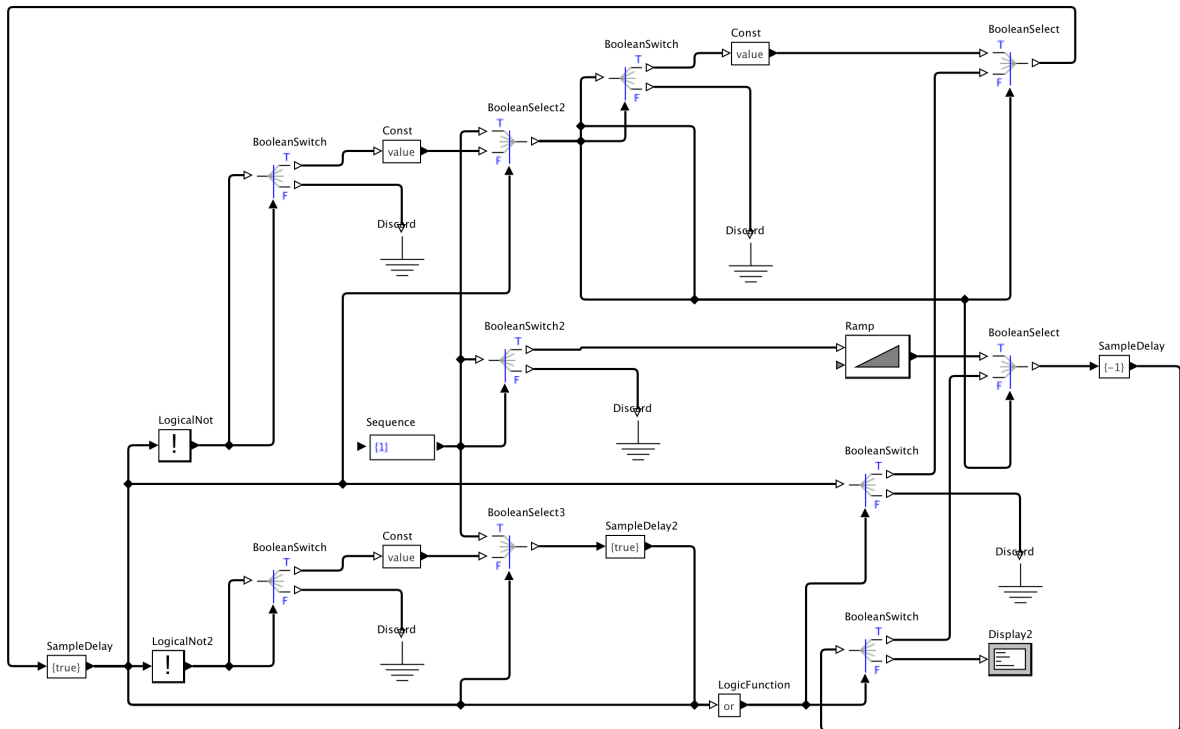 BooleanSelect
Const
BooleanSwitch
T
T
value
F
F
BooleanSelect2
Const
T
BooleanSwitch
T
value
F
F
Discard
Discard
BooleanSwitch2
Ramp
BooleanSelect
T
T
SampleDelay
F
F
{-1}
Discard
LogicalNot
Sequence
!
{1}
BooleanSwitch
T
F
BooleanSelect3
T
SampleDelay2
Const
BooleanSwitch
T
value
F
{true}
Discard
F
BooleanSwitch
T
Discard
LogicalNot2
Display2
SampleDelay
!
F
{true}
LogicFunction
or